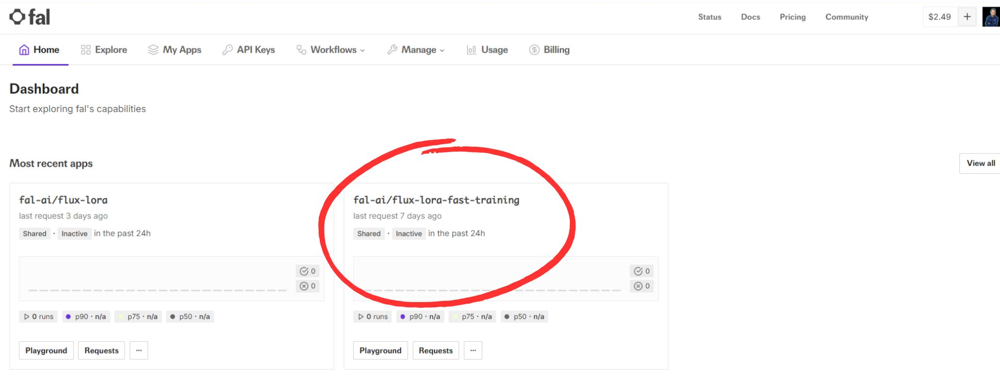 fal
Status Docs Pricing Community $2.49 +
Home Explore My Apps API Keys Workflows Manage Usage Billing
Dashboard
Start exploring fal's capabilities
Most recent apps
View all
fal-ai/flux-lora
last request 3 days ago
Shared · Inactive in the past 24h
0
0
0 runs p90 · n/a p75 · n/a p50 · n/a
Playground Requests ···
fal-ai/flux-lora-fast-training
last request 7 days ago
Shared · Inactive in the past 24h
0
0
0 runs p90 · n/a p75 · n/a p50 · n/a
Playground Requests ···